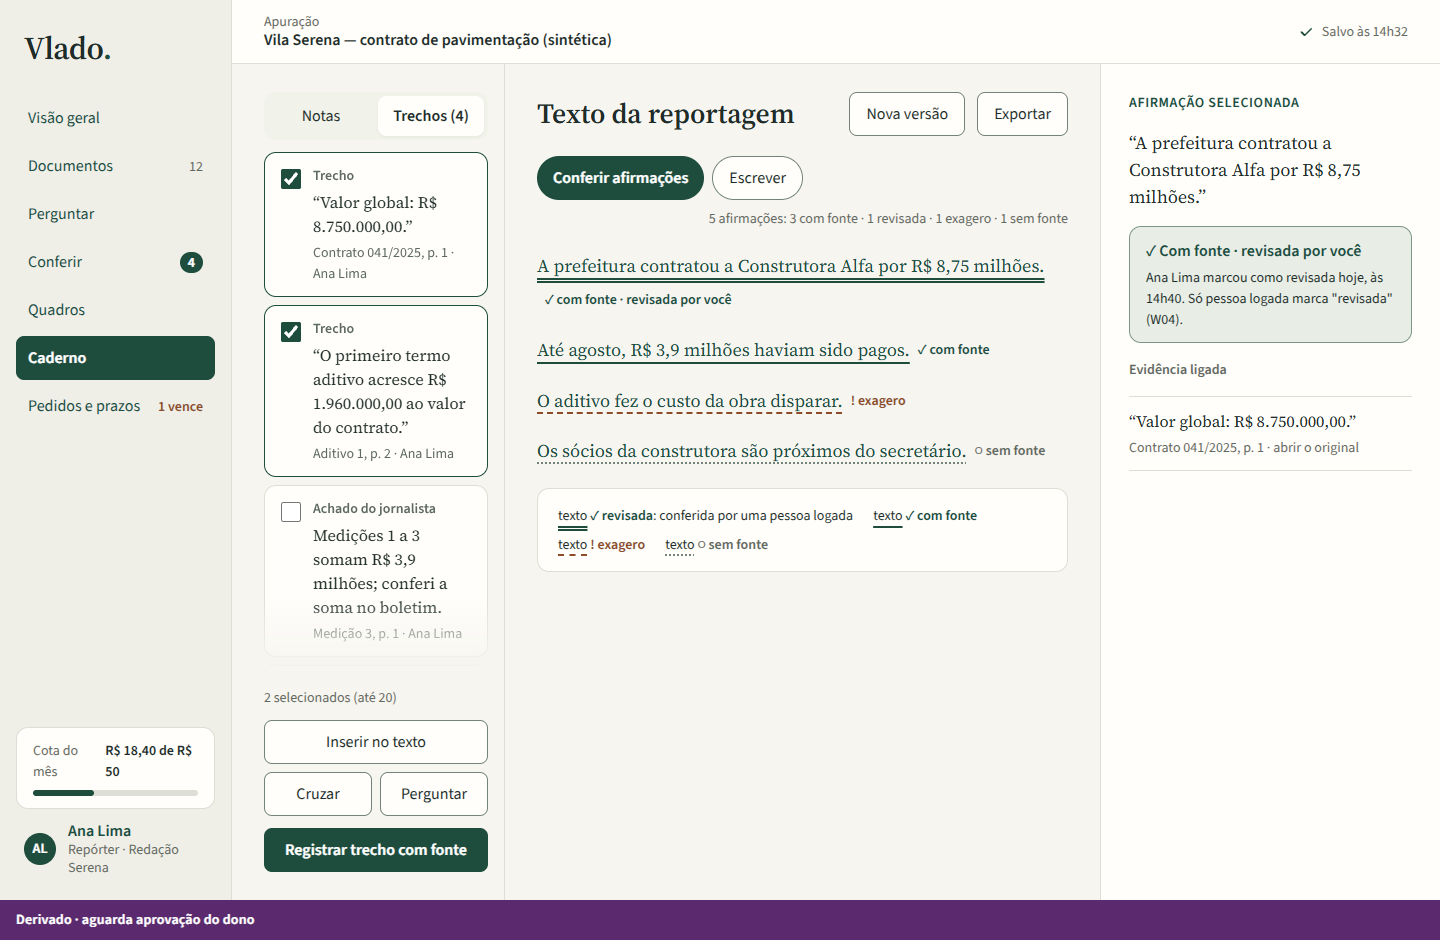 Vlado.
Visão geral
Documentos 12
Perguntar
Conferir 4
Quadros
Caderno
Pedidos e prazos 1 vence
Cota do mês R$ 18,40 de R$ 50
AL
Ana Lima
Repórter · Redação
Serena
Apuração
Vila Serena — contrato de pavimentação (sintética)
✓ Salvo às 14h32
Notas Trechos (4)
Trecho
“Valor global: R$
8.750.000,00.”
Contrato 041/2025, p. 1 ·
Ana Lima
Trecho
“O primeiro termo
aditivo acresce R$
1.960.000,00 ao valor
do contrato.”
Aditivo 1, p. 2 · Ana Lima
Achado do jornalista
Medições 1 a 3
somam R$ 3,9
milhões; conferi a
soma no boletim.
Medição 3, p. 1 · Ana Lima
2 selecionados (até 20)
Inserir no texto
Cruzar Perguntar
Registrar trecho com fonte
Texto da reportagem
Nova versão Exportar
Conferir afirmações Escrever
5 afirmações: 3 com fonte · 1 revisada · 1 exagero · 1 sem fonte
A prefeitura contratou a Construtora Alfa por R$ 8,75 milhões.
✓ com fonte · revisada por você
Até agosto, R$ 3,9 milhões haviam sido pagos. ✓ com fonte
O aditivo fez o custo da obra disparar. ! exagero
Os sócios da construtora são próximos do secretário. ○ sem fonte
texto ✓ revisada: conferida por uma pessoa logada texto ✓ com fonte
texto ! exagero texto ○ sem fonte
AFIRMAÇÃO SELECIONADA
“A prefeitura contratou a
Construtora Alfa por R$ 8,75
milhões.”
✓ Com fonte · revisada por você
Ana Lima marcou como revisada hoje, às
14h40. Só pessoa logada marca "revisada"
(W04).
Evidência ligada
“Valor global: R$ 8.750.000,00.”
Contrato 041/2025, p. 1 · abrir o original
Derivado · aguarda aprovação do dono